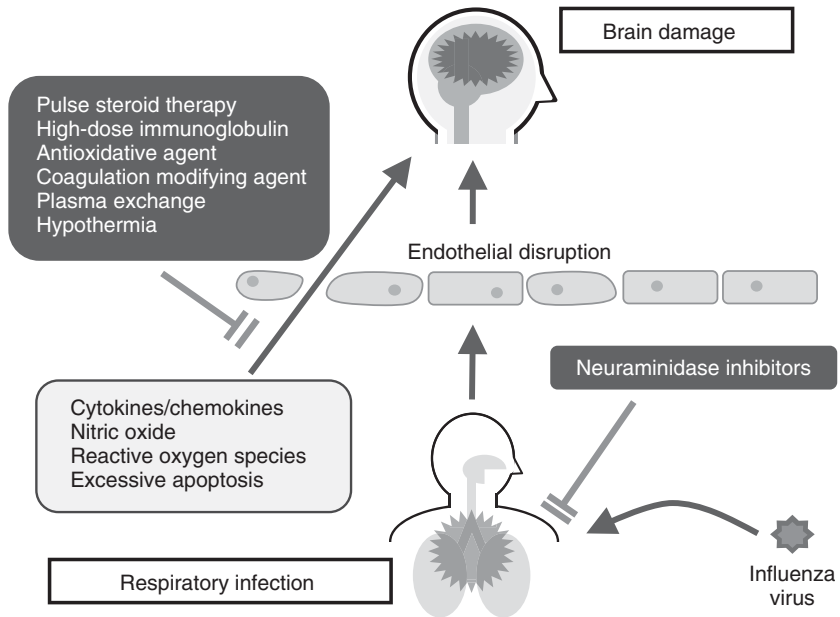 Brain damage
Pulse steroid therapy
High-dose immunoglobulin
Antioxidative agent
Coagulation modifying agent
Plasma exchange
Hypothermia
Endothelial disruption
Neuraminidase inhibitors
Cytokines/chemokines
Nitric oxide
Reactive oxygen species
Excessive apoptosis
Respiratory infection
Influenza
virus